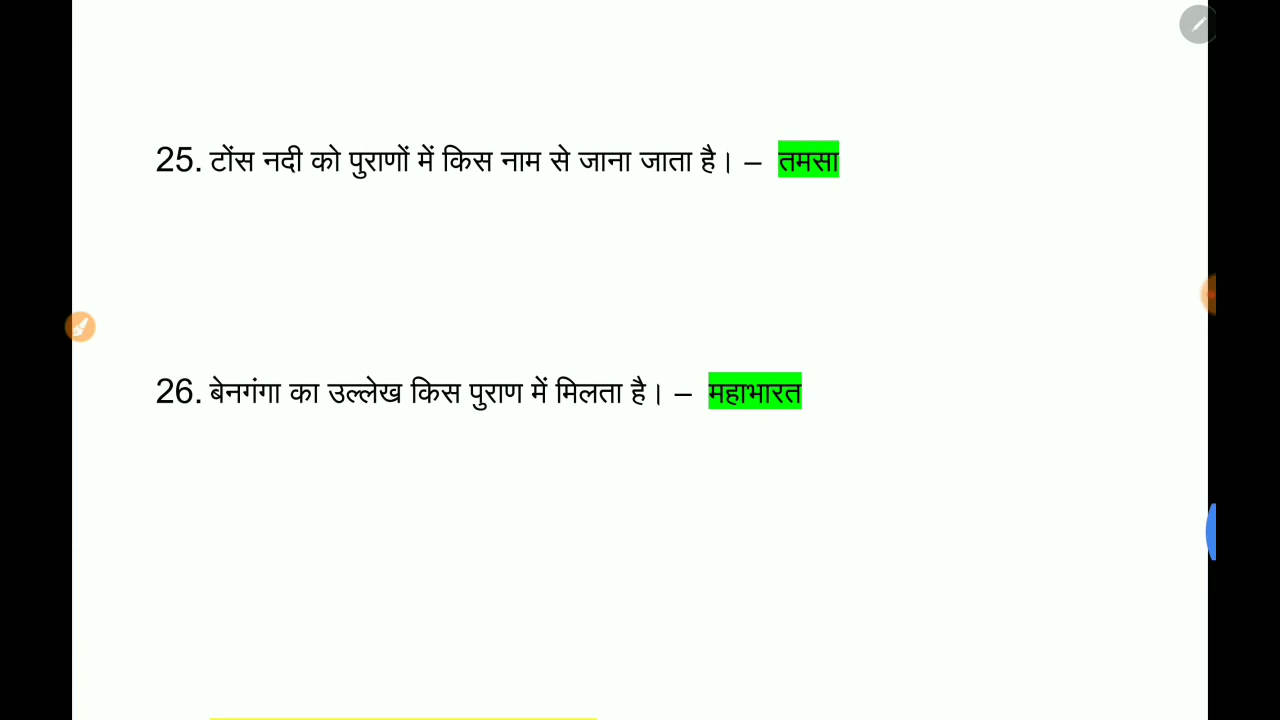 25. टोंस नदी को पुराणों में किस नाम से जाना जाता है। – तमसा
26. बेनगंगा का उल्लेख किस पुराण में मिलता है। – महाभारत